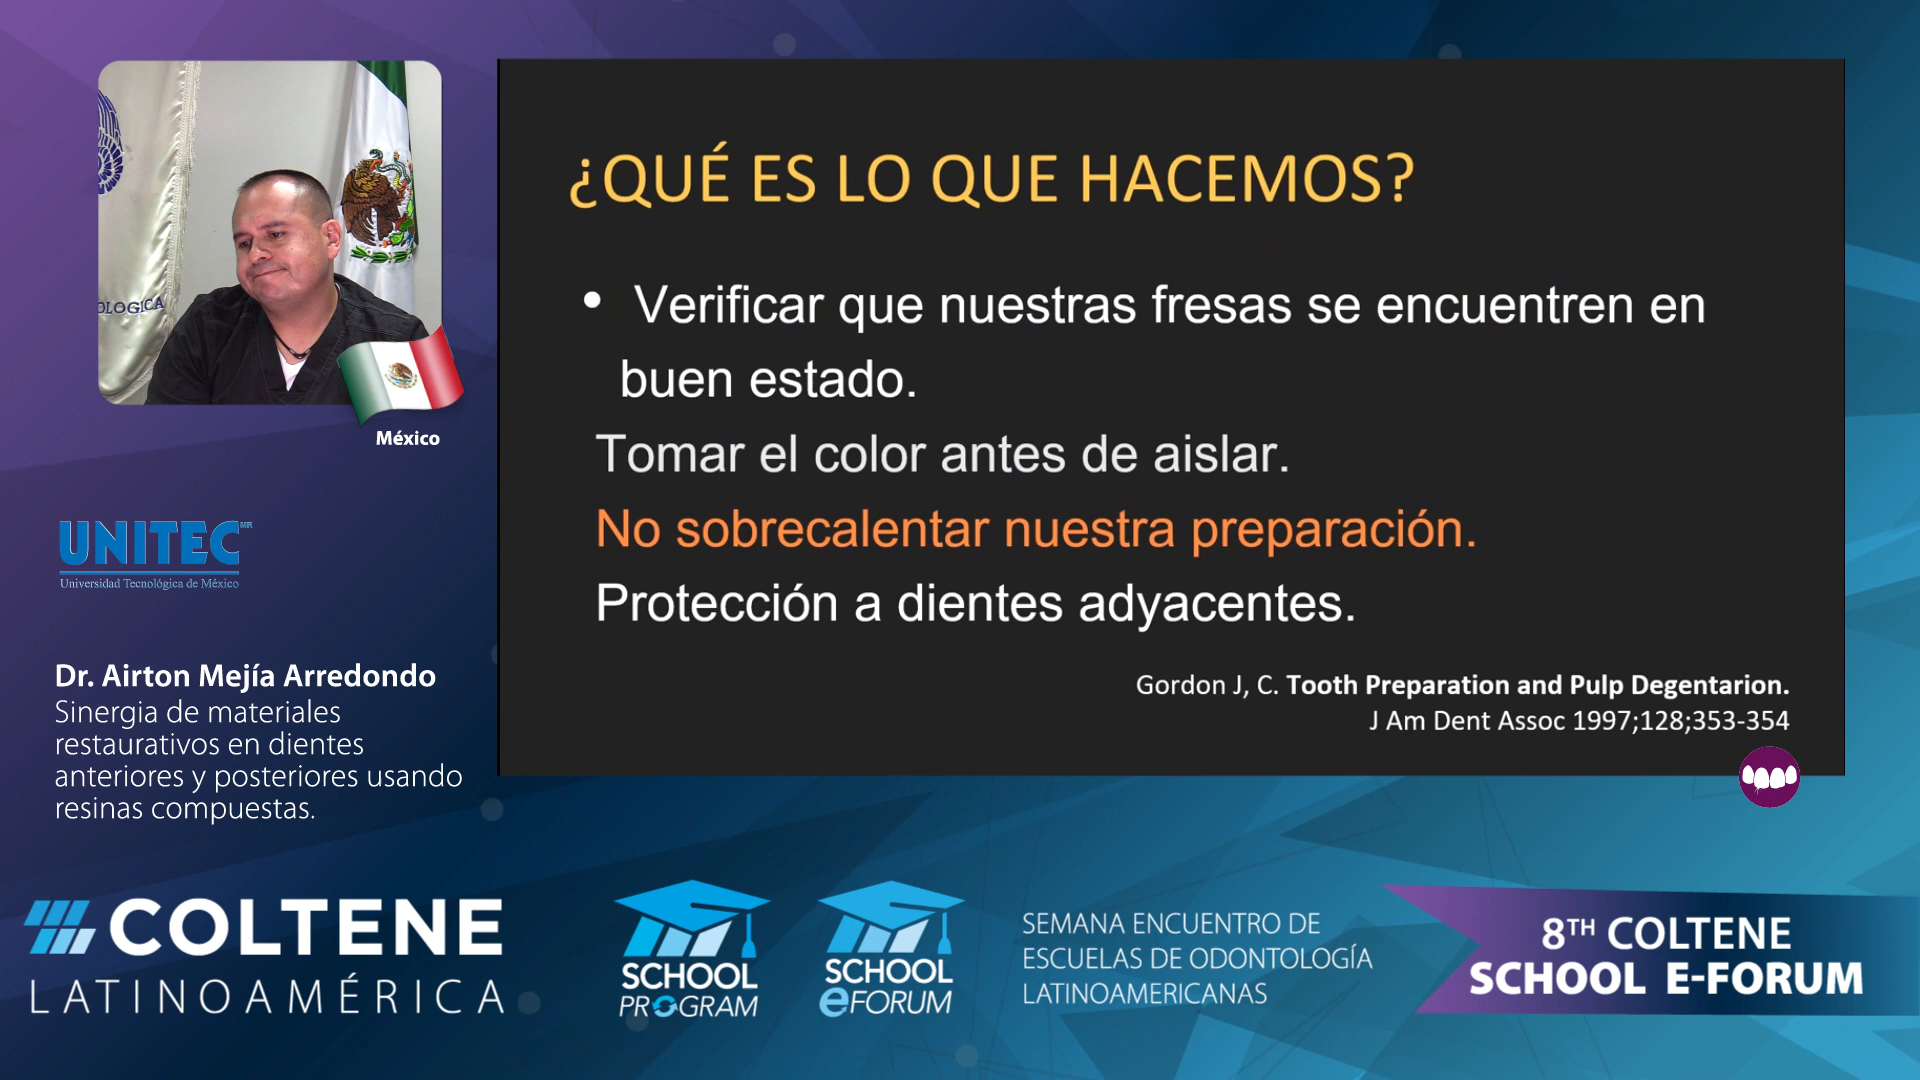 OLOGICA
México
UNITEC MR
Universidad Tecnológica de México
Dr. Airton Mejía Arredondo
Sinergia de materiales
restaurativos en dientes
anteriores y posteriores usando
resinas compuestas.
¿QUÉ ES LO QUE HACEMOS?
• Verificar que nuestras fresas se encuentren en
buen estado.
Tomar el color antes de aislar.
No sobrecalentar nuestra preparación.
Protección a dientes adyacentes.
Gordon J, C. Tooth Preparation and Pulp Degentarion.
J Am Dent Assoc 1997;128;353-354
COLTENE
LATINOAMÉRICA
SCHOOL
PROGRAM
SCHOOL
eFORUM
SEMANA ENCUENTRO DE
ESCUELAS DE ODONTOLOGÍA
LATINOAMERICANAS
8TH COLTENE
SCHOOL E-FORUM